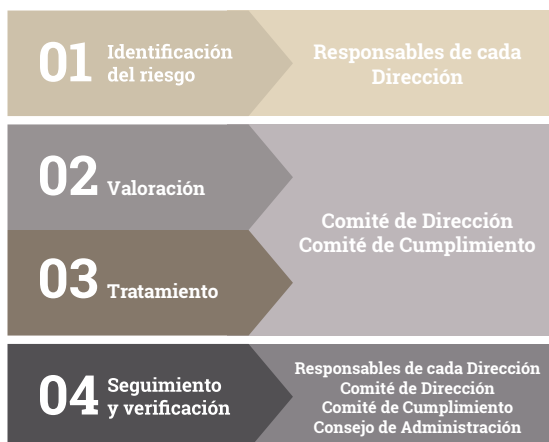 01 Identificación
del riesgo
Responsables de cada
Dirección
02 Valoración
03 Tratamiento
Comité de Dirección
Comité de Cumplimiento
04 Seguimiento
y verificación
Responsables de cada Dirección
Comité de Dirección
Comité de Cumplimiento
Consejo de Administración